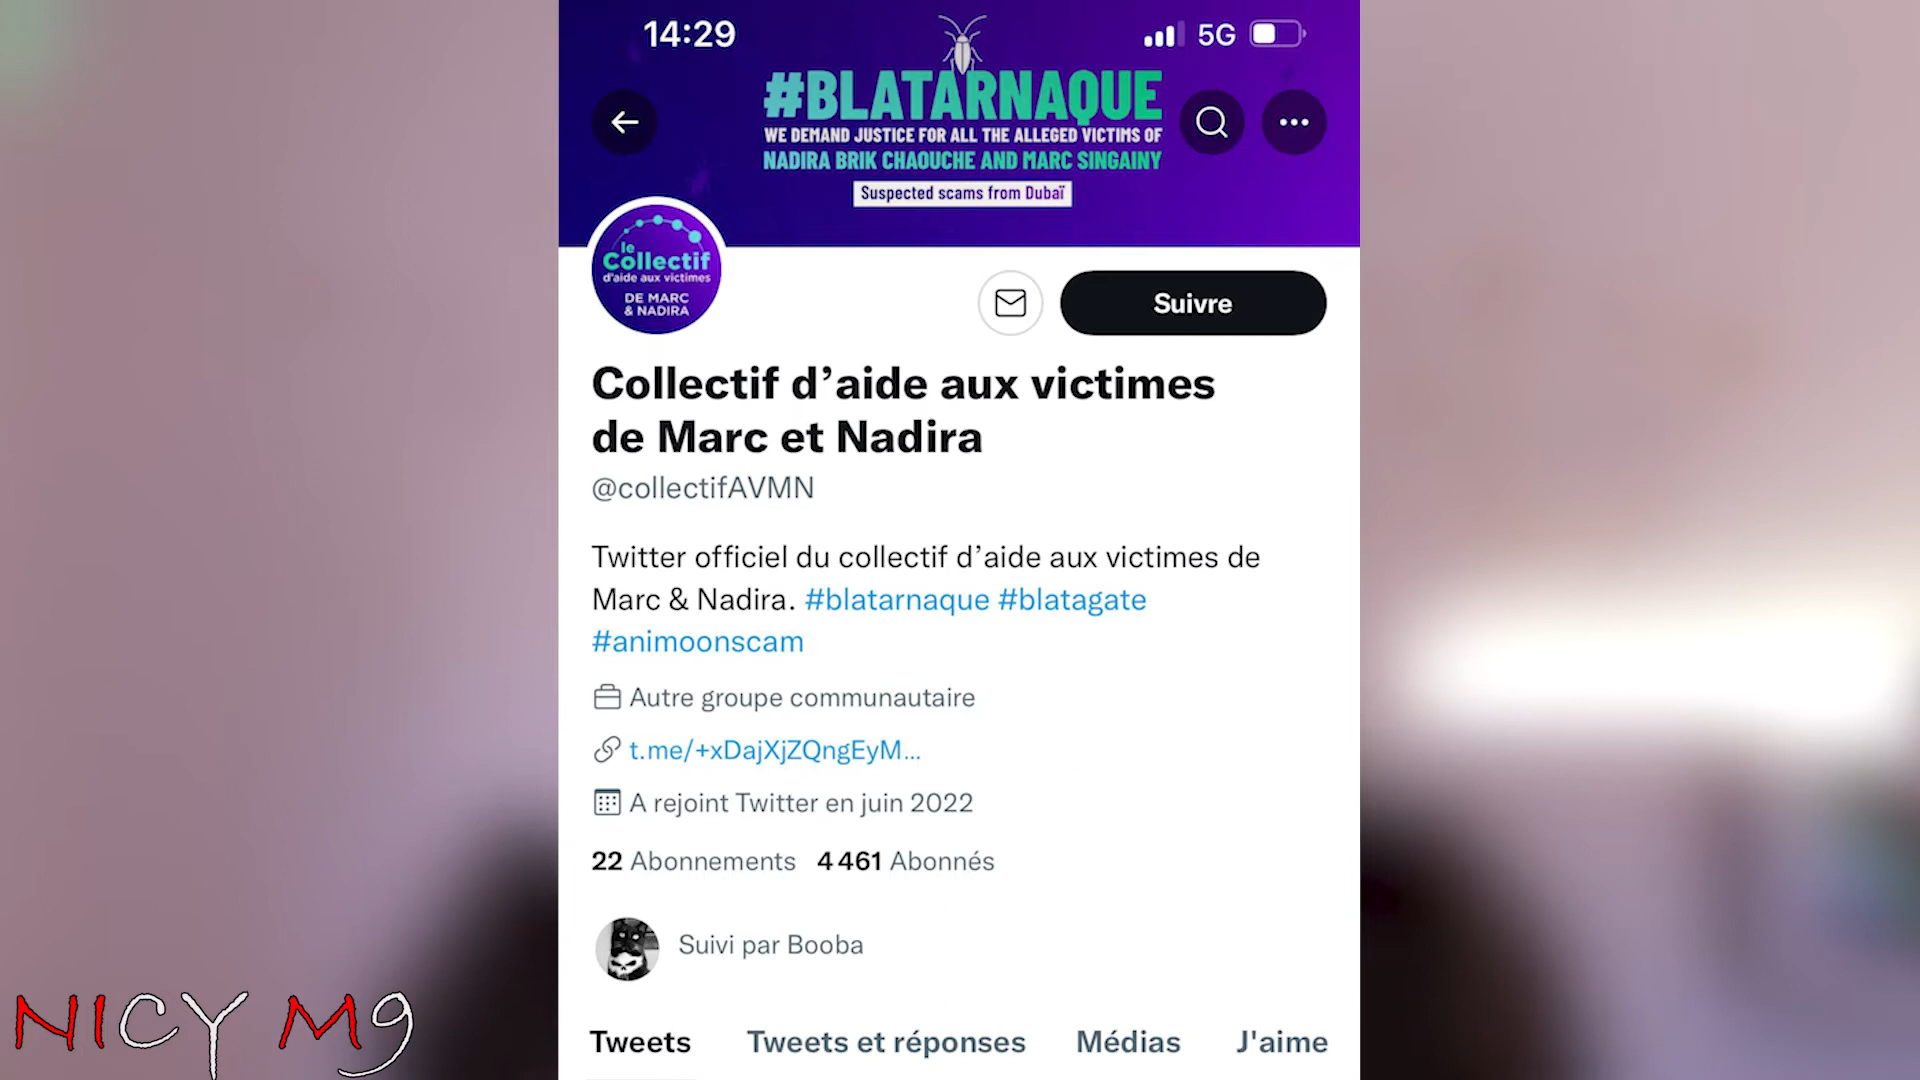 14:29
5G
#BLATARNAQUE
WE DEMAND JUSTICE FOR ALL THE ALLEGED VICTIMS OF
NADIRA BRIK CHAOUCHE AND MARC SINGAINY
Suspected scams from Dubaï
le
Collectif
d'aide aux victimes
DE MARC
& NADIRA
Suivre
Collectif d’aide aux victimes
de Marc et Nadira
@collectifAVMN
Twitter officiel du collectif d’aide aux victimes de
Marc & Nadira. #blatarnaque #blatagate
#animoonscam
Autre groupe communautaire
t.me/+xDajXjZQngEyM...
A rejoint Twitter en juin 2022
22 Abonnements 4 461 Abonnés
Suivi par Booba
Tweets Tweets et réponses Médias J'aime
NICY M9